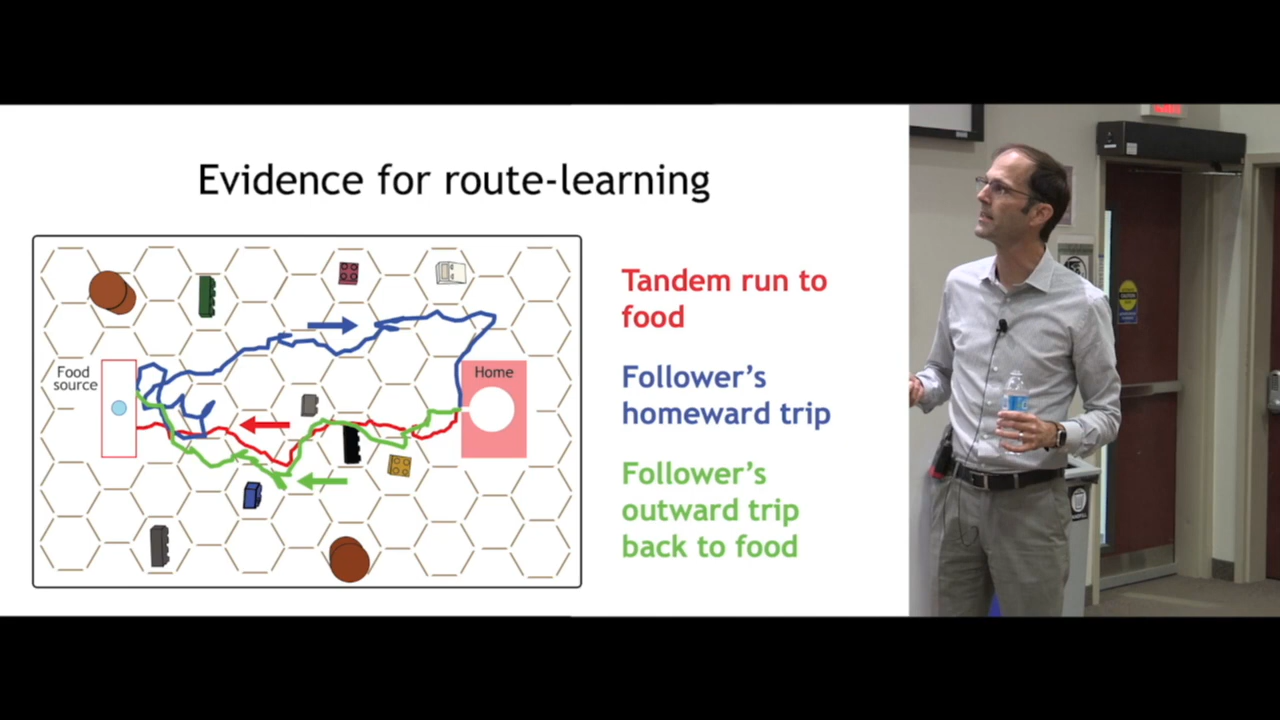 Evidence for route-learning
Food
source
Home
Tandem run to
food
Follower's
homeward trip
Follower's
outward trip
back to food